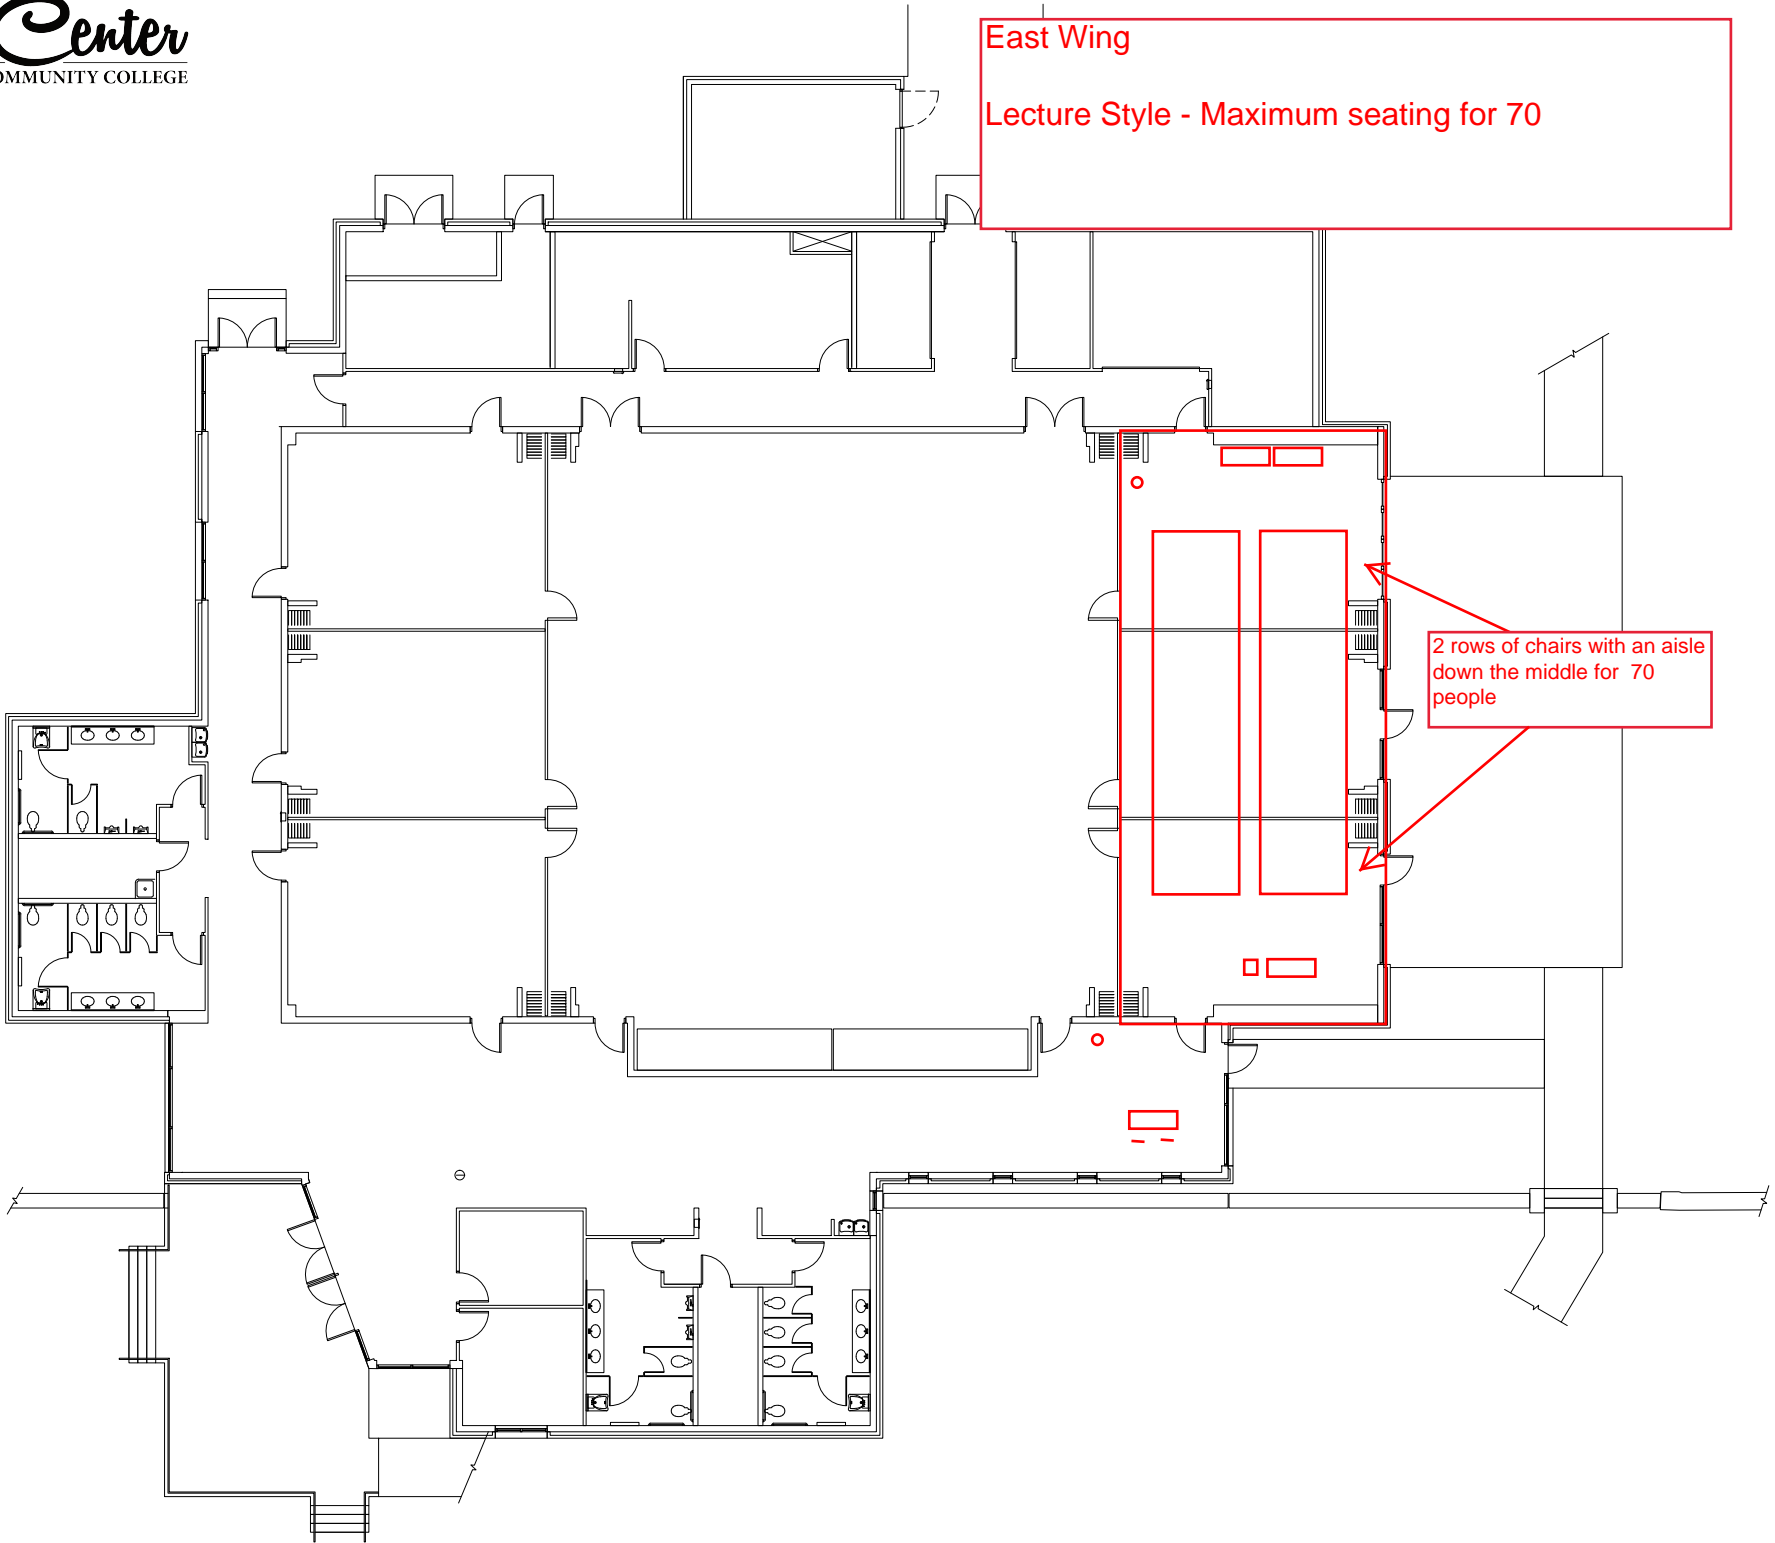 Center
COMMUNITY COLLEGE
East Wing
Lecture Style - Maximum seating for 70
2 rows of chairs with an aisle
down the middle for  70
people